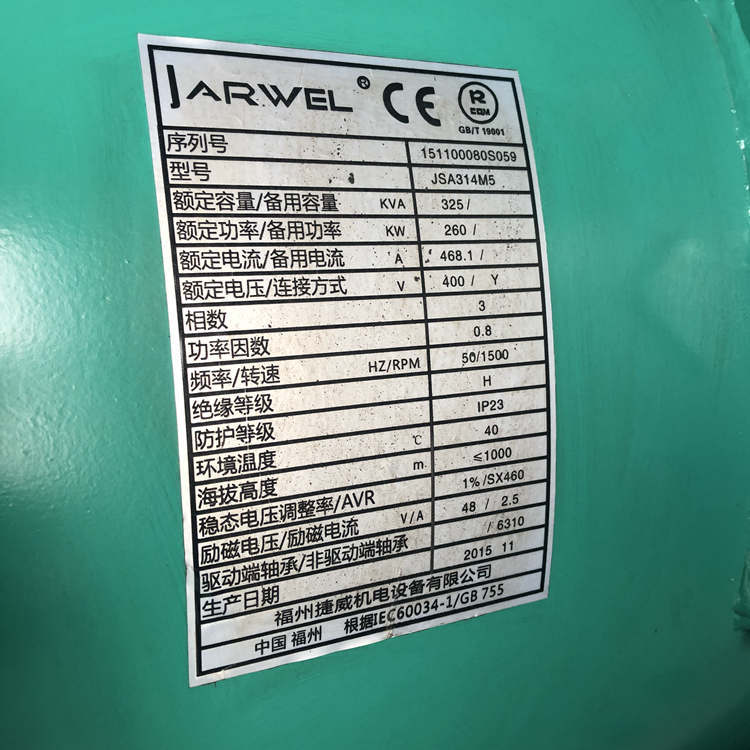 JARWEL ® CE R CQM
GB/T 19001
序列号 151100080S059
型号 JSA314M5
额定容量/备用容量 KVA 325 /
额定功率/备用功率 KW 260 /
额定电流/备用电流 A 468.1 /
额定电压/连接方式 V 400 / Y
相数 3
功率因数 0.8
频率/转速 HZ/RPM 50/1500
绝缘等级 H
防护等级 IP23
环境温度 ℃ 40
海拔高度 m ≤1000
稳态电压调整率/AVR 1%/SX460
励磁电压/励磁电流 V/A 48 / 2.5
驱动端轴承/非驱动端轴承 / 6310
生产日期 2015 11
福州捷威机电设备有限公司
中国 福州 根据IEC60034-1/GB 755